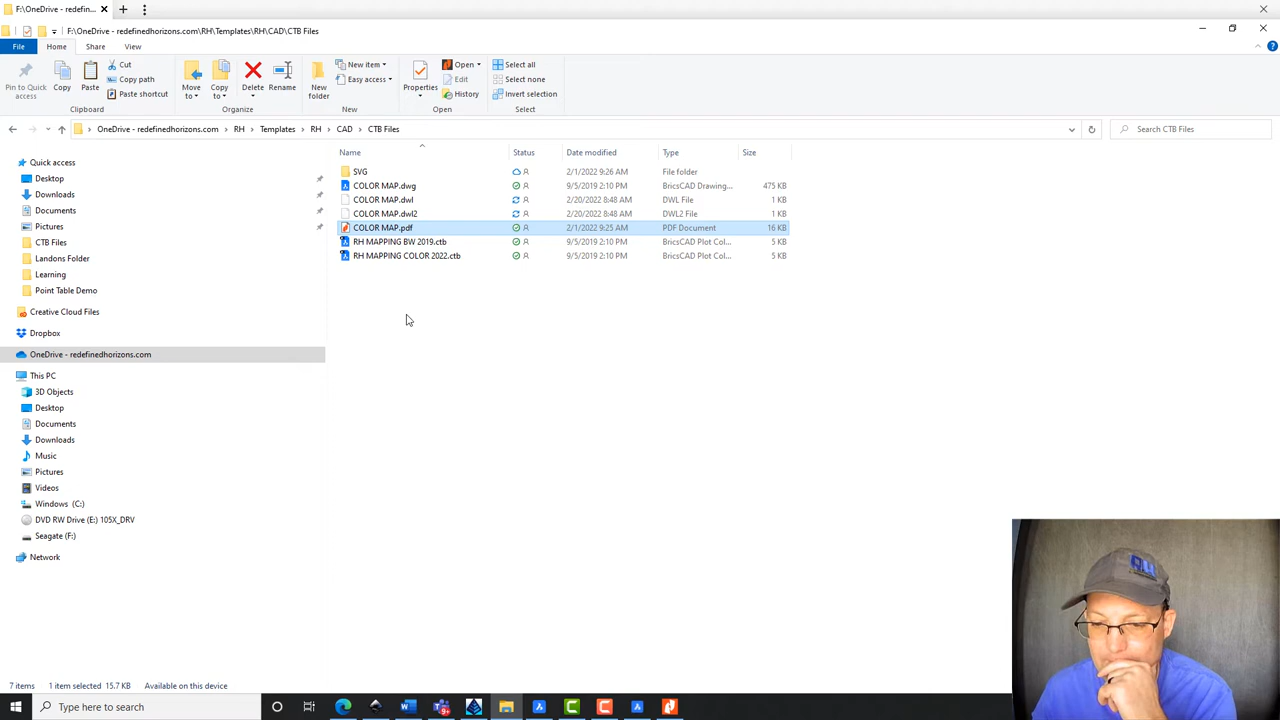 F:\OneDrive - redefinedhorizons.com\RH\Templates\RH\CAD\CTB Files
F:\OneDrive - redefin...
File Home Share View
Pin to Quick access
Copy
Paste
Cut
Copy path
Paste shortcut
Clipboard
Move to
Copy to
Delete
Rename
Organize
New folder
New item
Easy access
New
Properties
Open
Edit
History
Open
Select all
Select none
Invert selection
Select
OneDrive - redefinedhorizons.com > RH > Templates > RH > CAD > CTB Files
Search CTB Files
Name Status Date modified Type Size
SVG 2/1/2022 9:26 AM File folder
COLOR MAP.dwg 9/5/2019 2:10 PM BricsCAD Drawing... 475 KB
COLOR MAP.dwl 2/20/2022 8:48 AM DWL File 1 KB
COLOR MAP.dwl2 2/20/2022 8:48 AM DWL2 File 1 KB
COLOR MAP.pdf 2/1/2022 9:25 AM PDF Document 16 KB
RH MAPPING BW 2019.ctb 9/5/2019 2:10 PM BricsCAD Plot Col... 5 KB
RH MAPPING COLOR 2022.ctb 9/5/2019 2:10 PM BricsCAD Plot Col... 5 KB
Quick access
Desktop
Downloads
Documents
Pictures
CTB Files
Landons Folder
Learning
Point Table Demo
Creative Cloud Files
Dropbox
OneDrive - redefinedhorizons.com
This PC
3D Objects
Desktop
Documents
Downloads
Music
Pictures
Videos
Windows (C:)
DVD RW Drive (E:) 105X_DRV
Seagate (F:)
Network
7 items 1 item selected 15.7 KB Available on this device
Type here to search